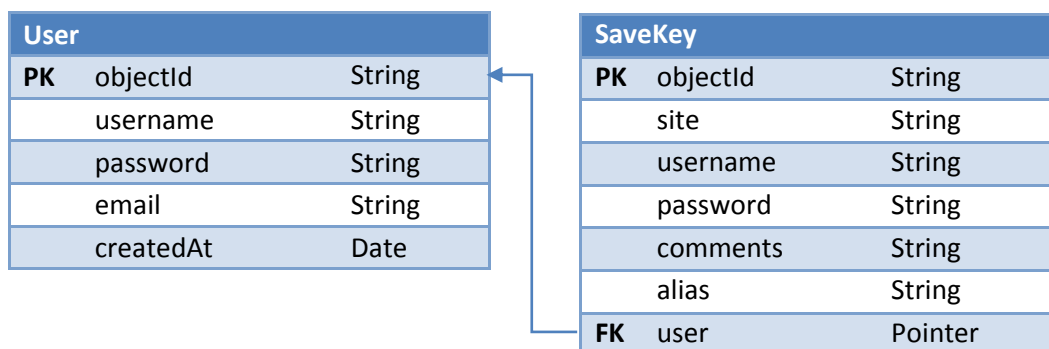 User
PK objectId String
username String
password String
email String
createdAt Date
SaveKey
PK objectId String
site String
username String
password String
comments String
alias String
FK user Pointer